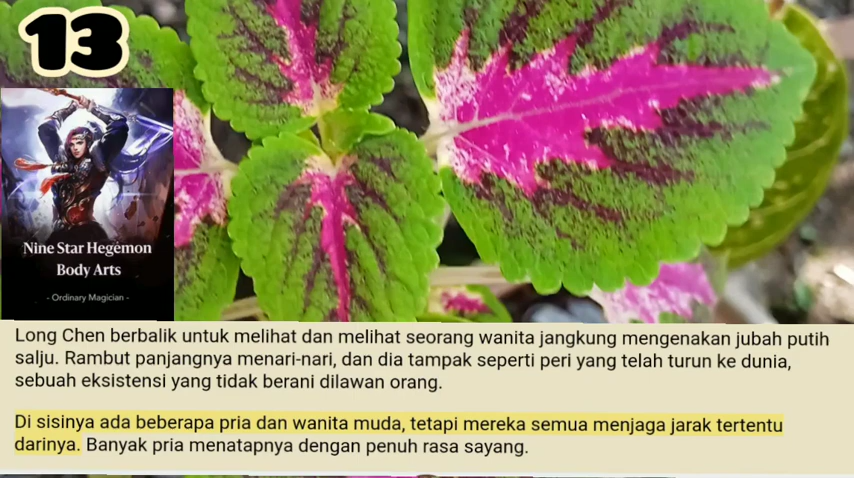 13
Nine Star Hegemon
Body Arts
- Ordinary Magician -
Long Chen berbalik untuk melihat dan melihat seorang wanita jangkung mengenakan jubah putih
salju. Rambut panjangnya menari-nari, dan dia tampak seperti peri yang telah turun ke dunia,
sebuah eksistensi yang tidak berani dilawan orang.
Di sisinya ada beberapa pria dan wanita muda, tetapi mereka semua menjaga jarak tertentu
darinya. Banyak pria menatapnya dengan penuh rasa sayang.